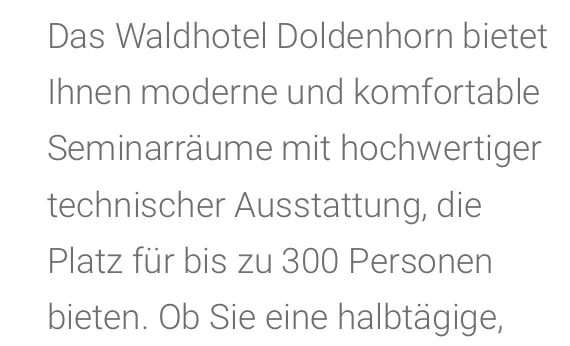 Das Waldhotel Doldenhorn bietet
Ihnen moderne und komfortable
Seminarräume mit hochwertiger
technischer Ausstattung, die
Platz für bis zu 300 Personen
bieten. Ob Sie eine halbtägige,